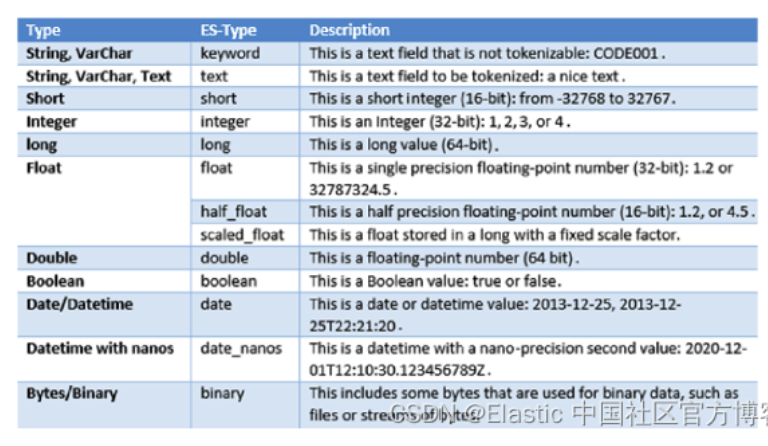 Type ES-Type Description
String, VarChar keyword This is a text field that is not tokenizable: CODE001.
String, VarChar, Text text This is a text field to be tokenized: a nice text.
Short short This is a short integer (16-bit): from -32768 to 32767.
Integer integer This is an Integer (32-bit): 1, 2, 3, or 4.
long long This is a long value (64-bit).
Float float This is a single precision floating-point number (32-bit): 1.2 or
32787324.5.
half_float This is a half precision floating-point number (16-bit): 1.2, or 4.5.
scaled_float This is a float stored in a long with a fixed scale factor.
Double double This is a floating-point number (64 bit).
Boolean boolean This is a Boolean value: true or false.
Date/Datetime date This is a date or datetime value: 2013-12-25, 2013-12-
25T22:21:20.
Datetime with nanos date_nanos This is a datetime with a nano-precision second value: 2020-12-
01T12:10:30.123456789Z.
Bytes/Binary binary This includes some bytes that are used for binary data, such as
files or streams of bytes.
CSDN @Elastic 中国社区官方博客